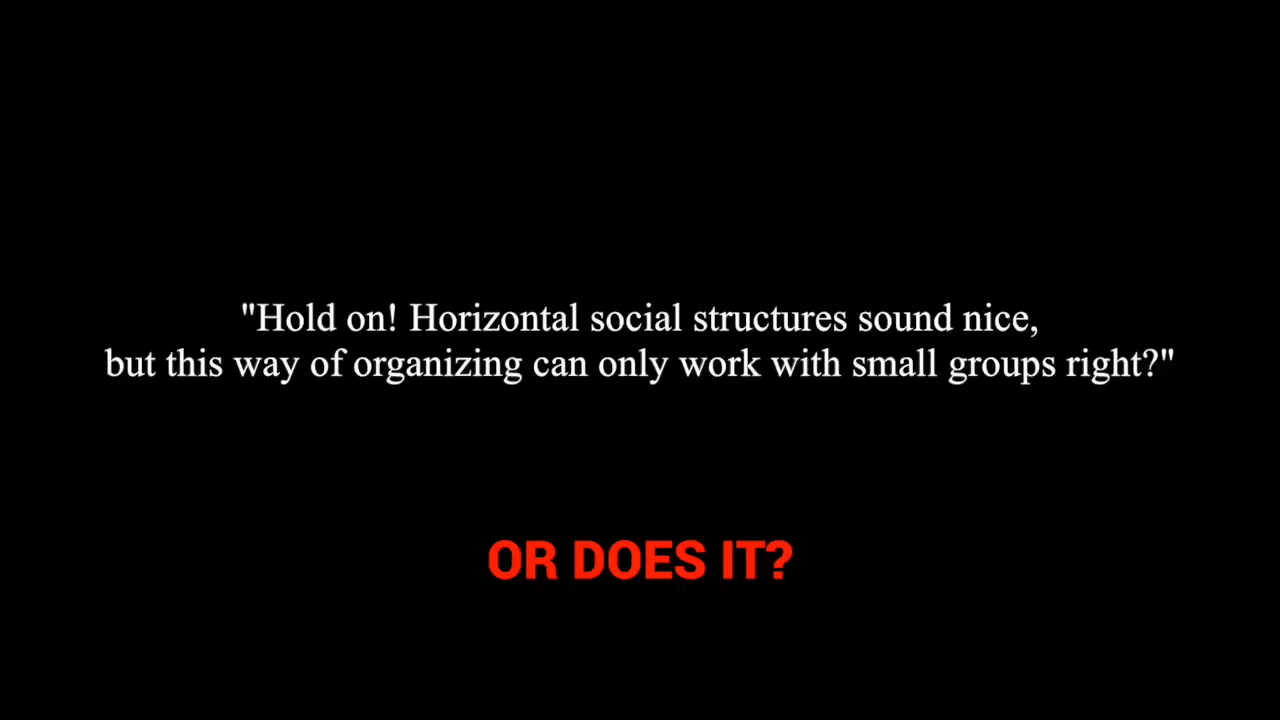 "Hold on! Horizontal social structures sound nice,
but this way of organizing can only work with small groups right?"
OR DOES IT?